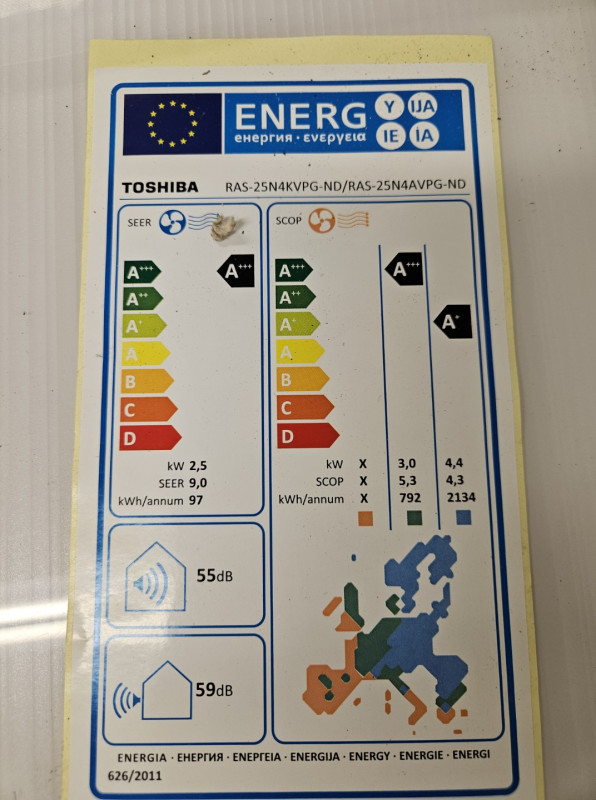 ENERG Y IJA
енергия · ενεργεια IE IA
TOSHIBA RAS-25N4KVPG-ND/RAS-25N4AVPG-ND
SEER
A+++
A+++
A++
A+
A
B
C
D
kW 2,5
SEER 9,0
kWh/annum 97
SCOP
A+++
A+++
A++
A+
A+
A
B
C
D
kW X 3,0 4,4
SCOP X 5,3 4,3
kWh/annum X 792 2134
55dB
59dB
ENERGIA · ЕНЕРГИЯ · ΕΝΕΡΓΕΙΑ · ENERGIJA · ENERGY · ENERGIE · ENERGI
626/2011